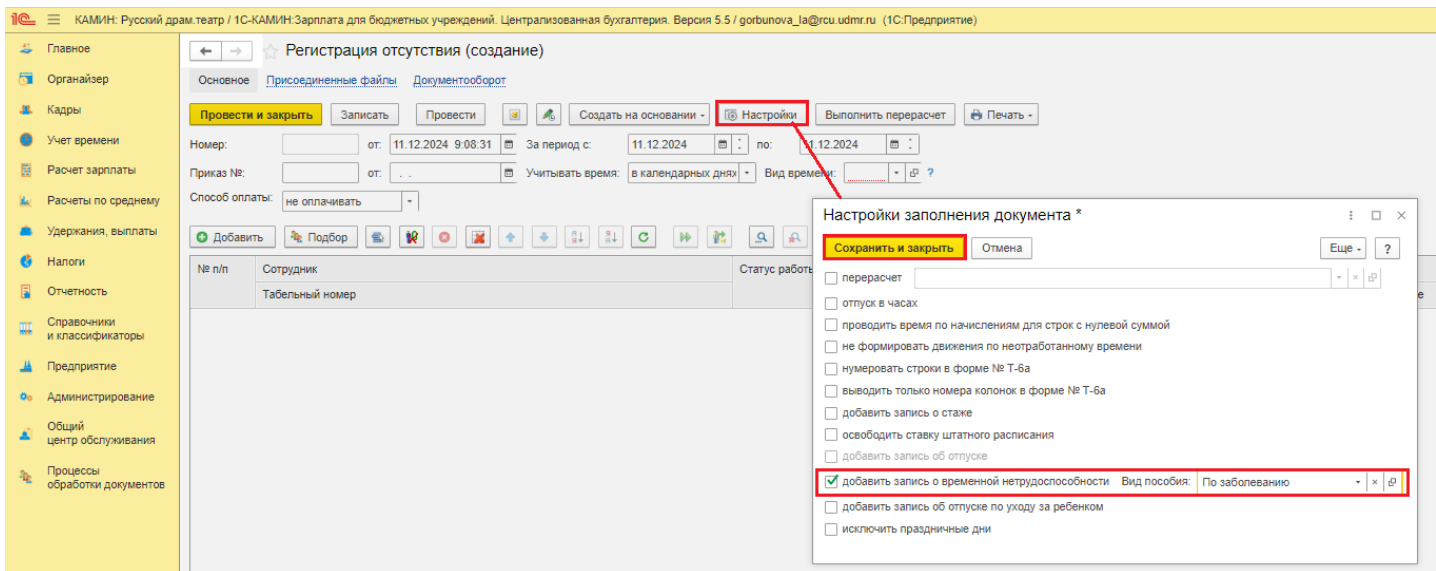 КАМИН: Русский драм.театр / 1С-КАМИН:Зарплата для бюджетных учреждений. Централизованная бухгалтерия. Версия 5.5 / gorbunova_la@rcu.udmr.ru (1С:Предприятие)
Главное
Органайзер
Кадры
Учет времени
Расчет зарплаты
Расчеты по среднему
Удержания, выплаты
Налоги
Отчетность
Справочники
и классификаторы
Предприятие
Администрирование
Общий
центр обслуживания
Процессы
обработки документов
Регистрация отсутствия (создание)
Основное Присоединенные файлы Документооборот
Провести и закрыть Записать Провести Создать на основании Настройки Выполнить перерасчет Печать
Номер: от: 11.12.2024 9:08:31 За период с: 11.12.2024 по: 11.12.2024
Приказ №: от: . . Учитывать время: в календарных днях Вид времени: ?
Способ оплаты: не оплачивать
Добавить Подбор
№ п/п Сотрудник Статус работы
Табельный номер е
Настройки заполнения документа *
Сохранить и закрыть Отмена Еще ?
перерасчет
отпуск в часах
проводить время по начислениям для строк с нулевой суммой
не формировать движения по неотработанному времени
нумеровать строки в форме № Т-6а
выводить только номера колонок в форме № Т-6а
добавить запись о стаже
освободить ставку штатного расписания
добавить запись об отпуске
добавить запись о временной нетрудоспособности Вид пособия: По заболеванию
добавить запись об отпуске по уходу за ребенком
исключить праздничные дни